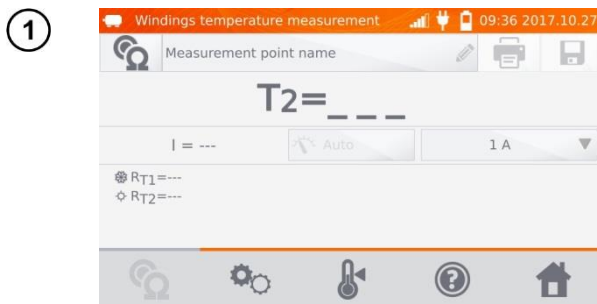 1
Windings temperature measurement 09:36 2017.10.27
Measurement point name
T2=_ _ _
I = --- Auto 1 A
RT1=---
RT2=---